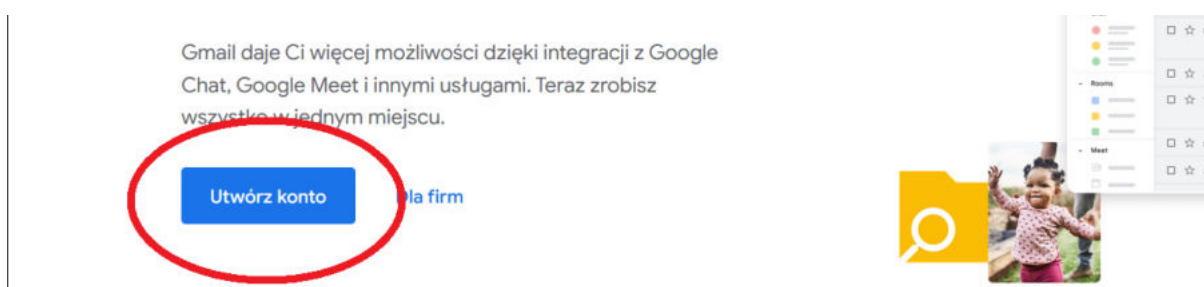 Gmail daje Ci więcej możliwości dzięki integracji z Google
Chat, Google Meet i innymi usługami. Teraz zrobisz
wszystko w jednym miejscu.
Utwórz konto
Dla firm
Rooms
Meet